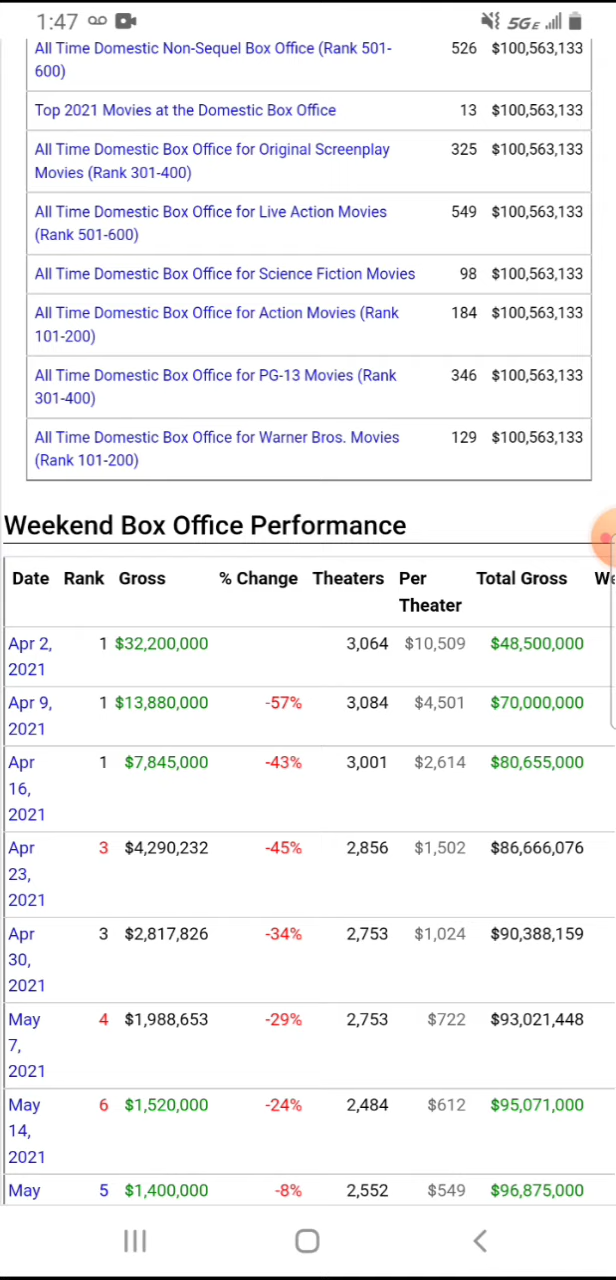 1:47
5GE
All Time Domestic Non-Sequel Box Office (Rank 501- 526 $100,563,133
600)
Top 2021 Movies at the Domestic Box Office 13 $100,563,133
All Time Domestic Box Office for Original Screenplay 325 $100,563,133
Movies (Rank 301-400)
All Time Domestic Box Office for Live Action Movies 549 $100,563,133
(Rank 501-600)
All Time Domestic Box Office for Science Fiction Movies 98 $100,563,133
All Time Domestic Box Office for Action Movies (Rank 184 $100,563,133
101-200)
All Time Domestic Box Office for PG-13 Movies (Rank 346 $100,563,133
301-400)
All Time Domestic Box Office for Warner Bros. Movies 129 $100,563,133
(Rank 101-200)
Weekend Box Office Performance
Date Rank Gross % Change Theaters Per Total Gross We
Theater
Apr 2, 1 $32,200,000 3,064 $10,509 $48,500,000
2021
Apr 9, 1 $13,880,000 -57% 3,084 $4,501 $70,000,000
2021
Apr 1 $7,845,000 -43% 3,001 $2,614 $80,655,000
16,
2021
Apr 3 $4,290,232 -45% 2,856 $1,502 $86,666,076
23,
2021
Apr 3 $2,817,826 -34% 2,753 $1,024 $90,388,159
30,
2021
May 4 $1,988,653 -29% 2,753 $722 $93,021,448
7,
2021
May 6 $1,520,000 -24% 2,484 $612 $95,071,000
14,
2021
May 5 $1,400,000 -8% 2,552 $549 $96,875,000